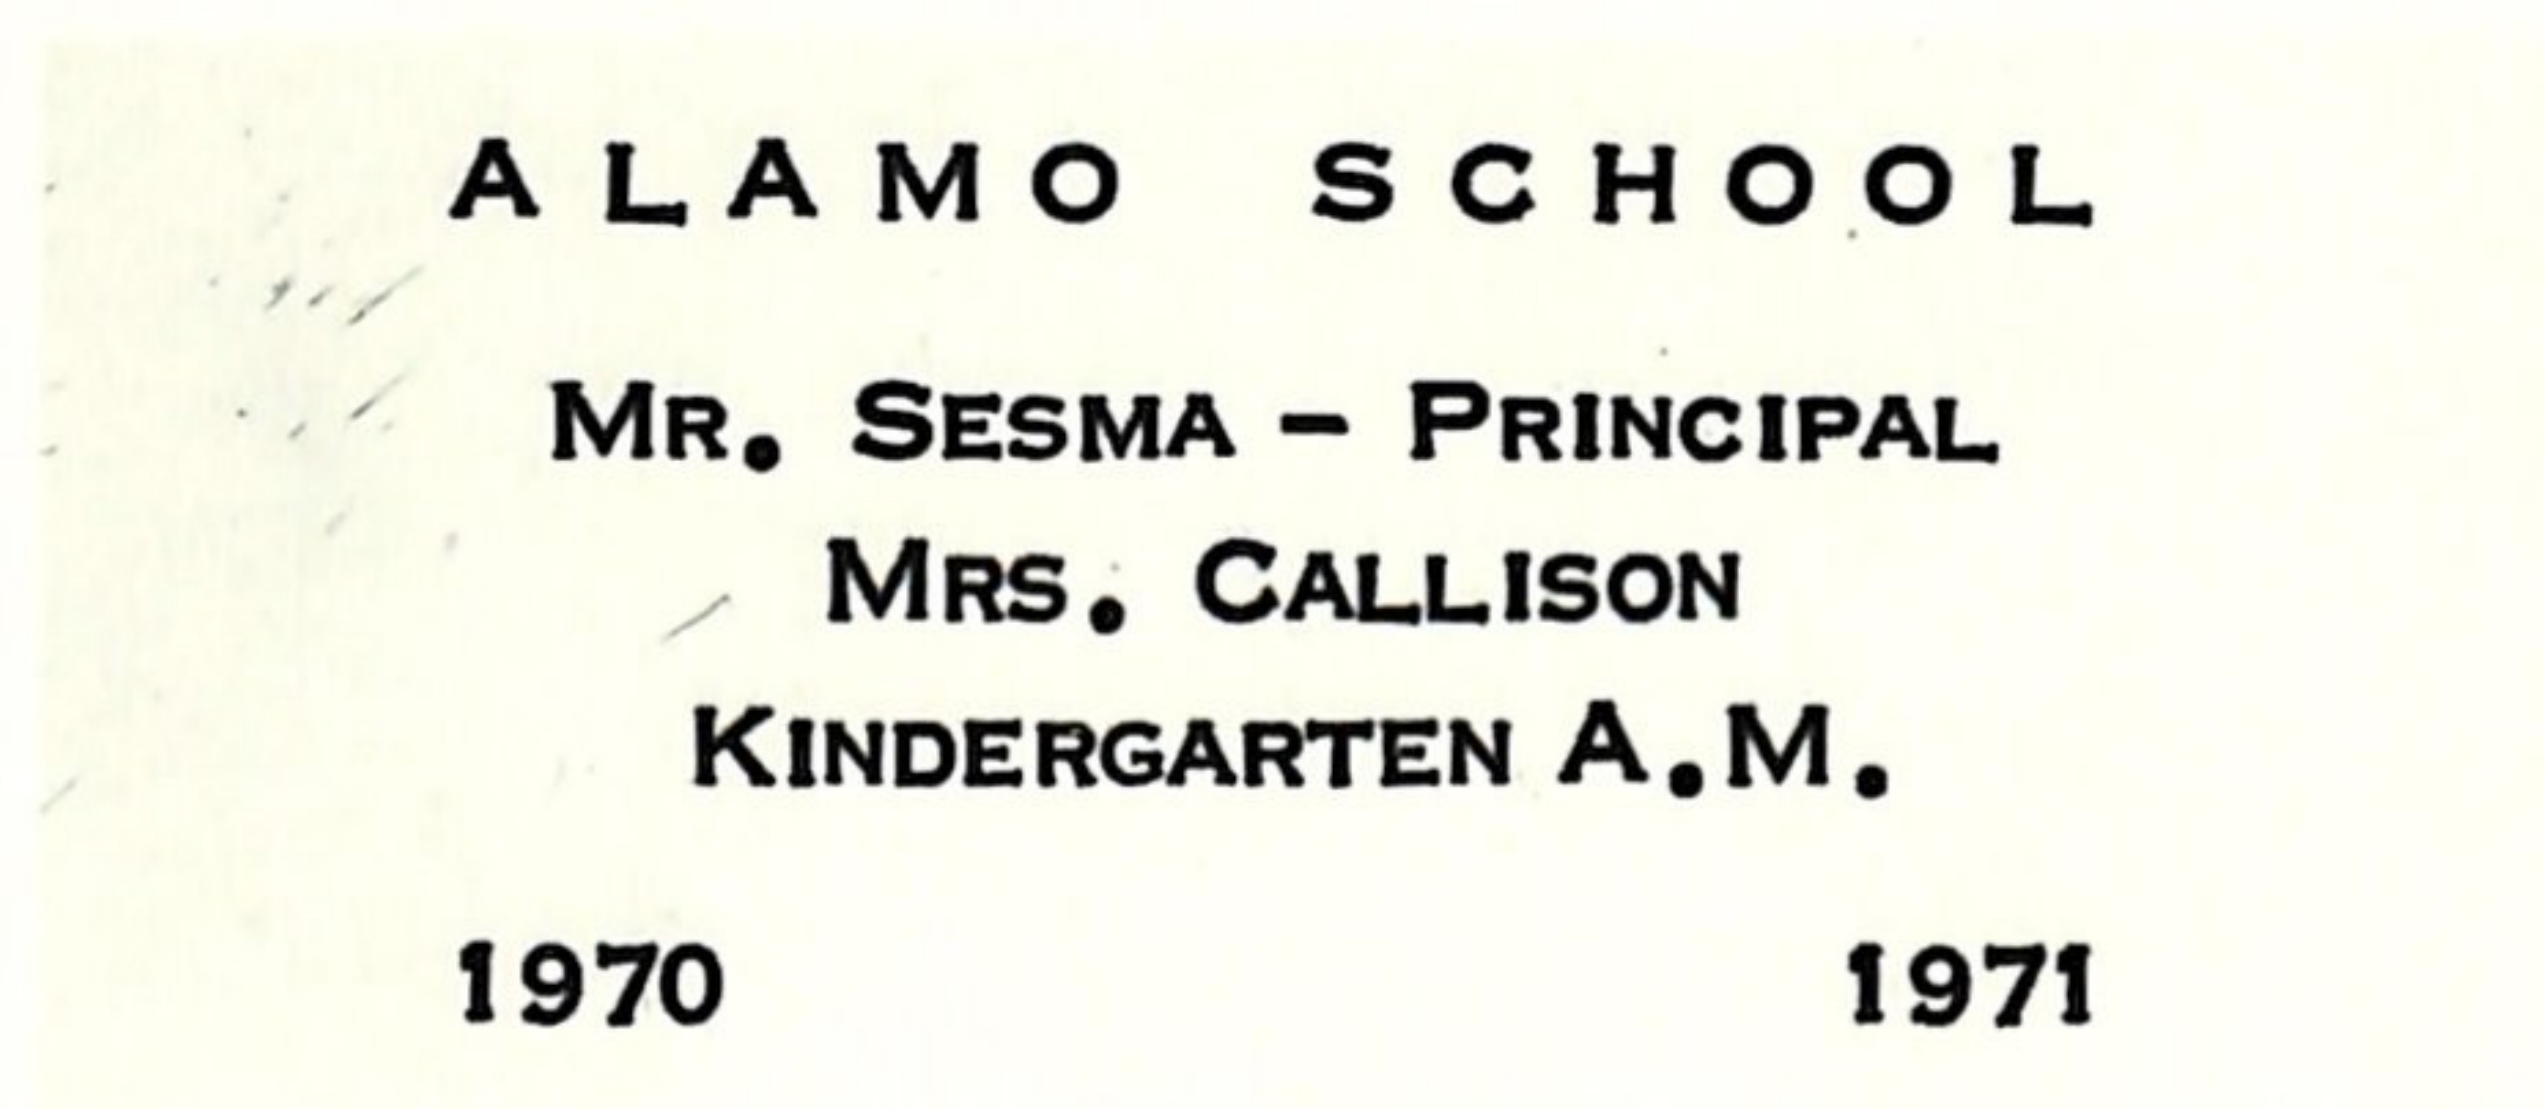 ALAMO SCHOOL
MR. SESMA - PRINCIPAL
MRS. CALLISON
KINDERGARTEN A.M.
1970 1971